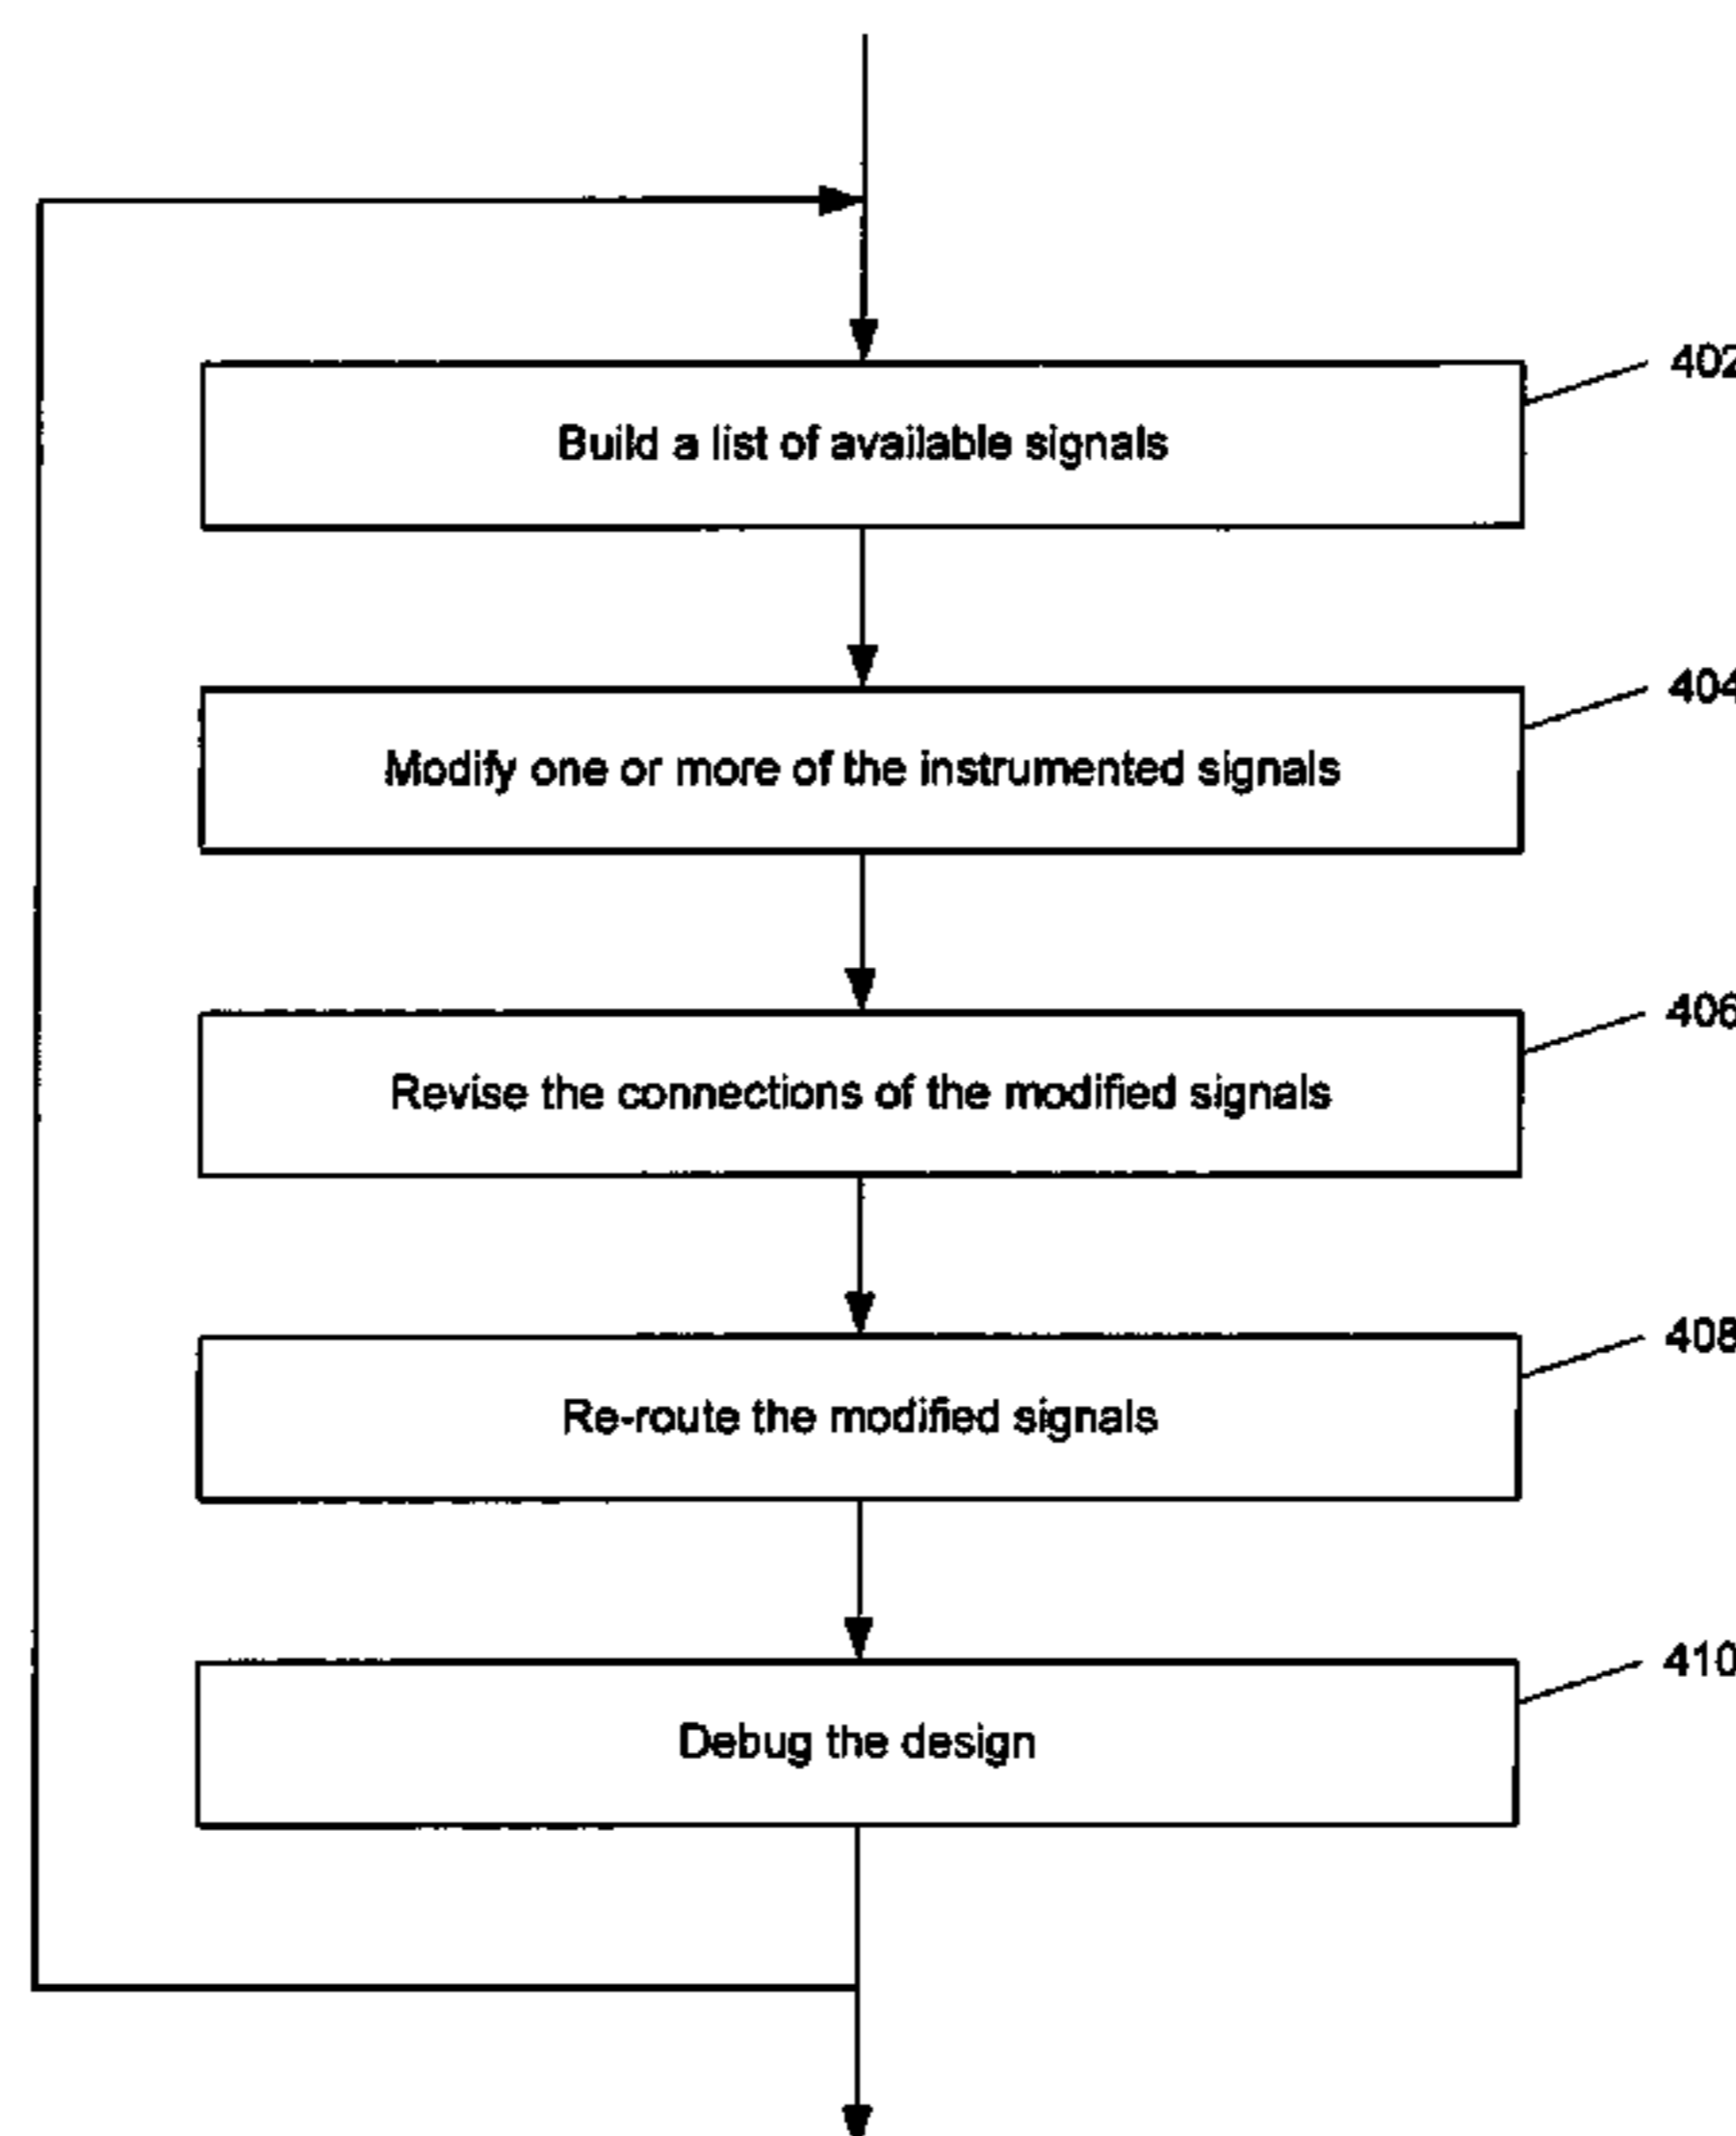 402
Build a list of available signals
404
Modify one or more of the instrumented signals
406
Revise the connections of the modified signals
408
Re-route the modified signals
410
Debug the design